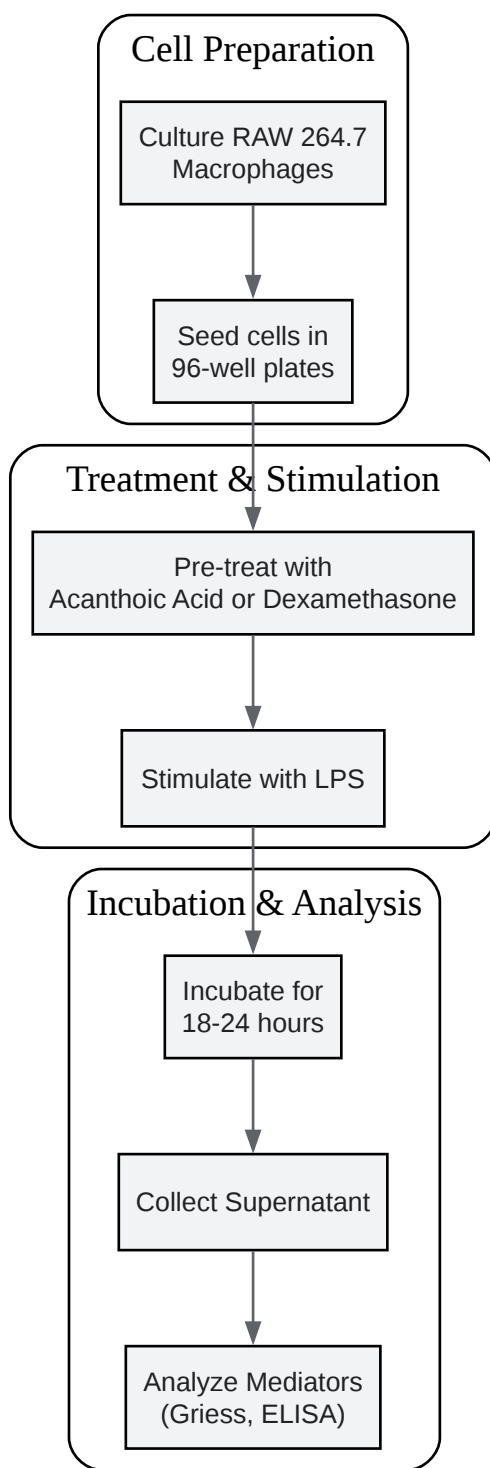 Cell Preparation
Culture RAW 264.7
Macrophages
Seed cells in
96-well plates
Treatment & Stimulation
Pre-treat with
Acanthoic Acid or Dexamethasone
Stimulate with LPS
Incubation & Analysis
Incubate for
18-24 hours
Collect Supernatant
Analyze Mediators
(Griess, ELISA)